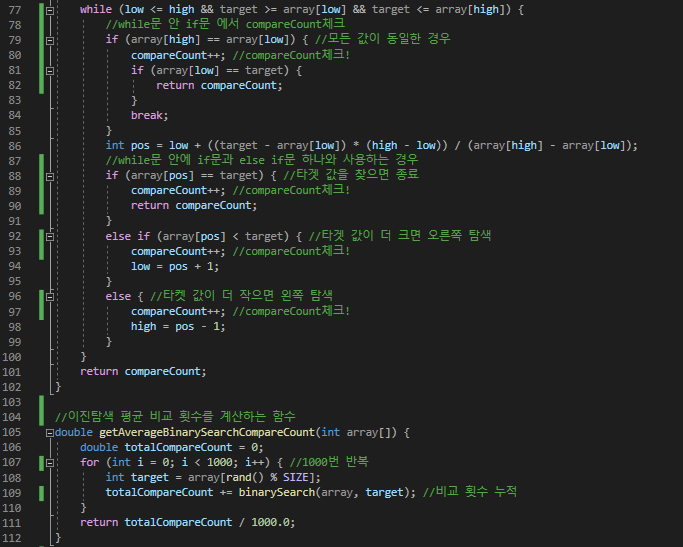 77 while (low <= high && target >= array[low] && target <= array[high]) {
78 //while문 안 if문 에서 compareCount체크
79 if (array[high] == array[low]) { //모든 값이 동일한 경우
80 compareCount++; //compareCount체크!
81 if (array[low] == target) {
82 return compareCount;
83 }
84 break;
85 }
86 int pos = low + ((target - array[low]) * (high - low)) / (array[high] - array[low]);
87 //while문 안에 if문과 else if문 하나와 사용하는 경우
88 if (array[pos] == target) { //타겟 값을 찾으면 종료
89 compareCount++; //compareCount체크!
90 return compareCount;
91 }
92 else if (array[pos] < target) { //타겟 값이 더 크면 오른쪽 탐색
93 compareCount++; //compareCount체크!
94 low = pos + 1;
95 }
96 else { //타켓 값이 더 작으면 왼쪽 탐색
97 compareCount++; //compareCount체크!
98 high = pos - 1;
99 }
100 }
101 return compareCount;
102 }
103
104 //이진탐색 평균 비교 횟수를 계산하는 함수
105 double getAverageBinarySearchCompareCount(int array[]) {
106 double totalCompareCount = 0;
107 for (int i = 0; i < 1000; i++) { //1000번 반복
108 int target = array[rand() % SIZE];
109 totalCompareCount += binarySearch(array, target); //비교 횟수 누적
110 }
111 return totalCompareCount / 1000.0;
112 }